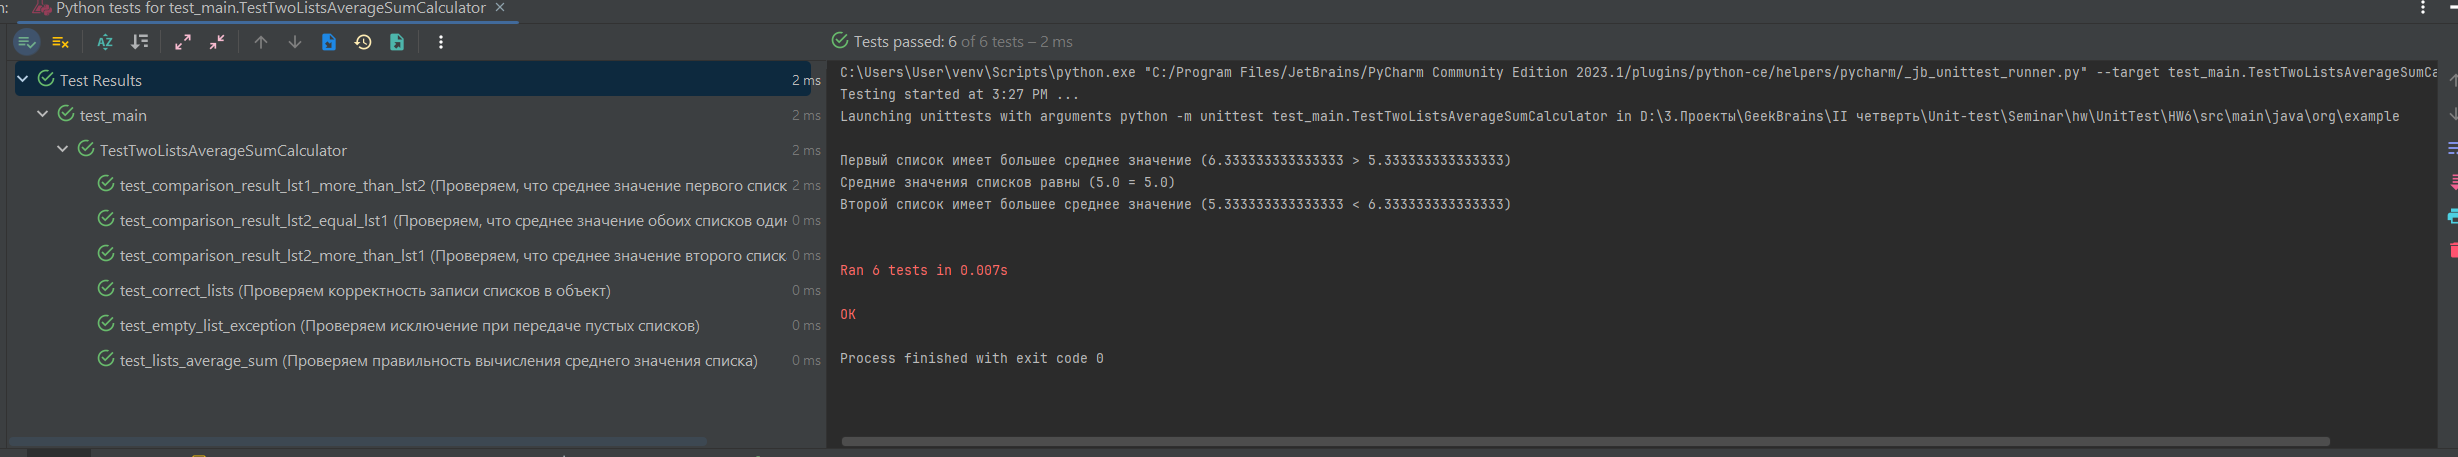 n:
Python tests for test_main.TestTwoListsAverageSumCalculator
Tests passed: 6 of 6 tests – 2 ms
Test Results 2 ms
test_main 2 ms
TestTwoListsAverageSumCalculator 2 ms
test_comparison_result_lst1_more_than_lst2 (Проверяем, что среднее значение первого списк 2 ms
test_comparison_result_lst2_equal_lst1 (Проверяем, что среднее значение обоих списков один 0 ms
test_comparison_result_lst2_more_than_lst1 (Проверяем, что среднее значение второго списк 0 ms
test_correct_lists (Проверяем корректность записи списков в объект) 0 ms
test_empty_list_exception (Проверяем исключение при передаче пустых списков) 0 ms
test_lists_average_sum (Проверяем правильность вычисления среднего значения списка) 0 ms
C:\Users\User\venv\Scripts\python.exe "C:/Program Files/JetBrains/PyCharm Community Edition 2023.1/plugins/python-ce/helpers/pycharm/_jb_unittest_runner.py" --target test_main.TestTwoListsAverageSumCa
Testing started at 3:27 PM ...
Launching unittests with arguments python -m unittest test_main.TestTwoListsAverageSumCalculator in D:\3.Проекты\GeekBrains\II четверть\Unit-test\Seminar\hw\UnitTest\HW6\src\main\java\org\example
Первый список имеет большее среднее значение (6.333333333333333 > 5.333333333333333)
Средние значения списков равны (5.0 = 5.0)
Второй список имеет большее среднее значение (5.333333333333333 < 6.333333333333333)
Ran 6 tests in 0.007s
OK
Process finished with exit code 0